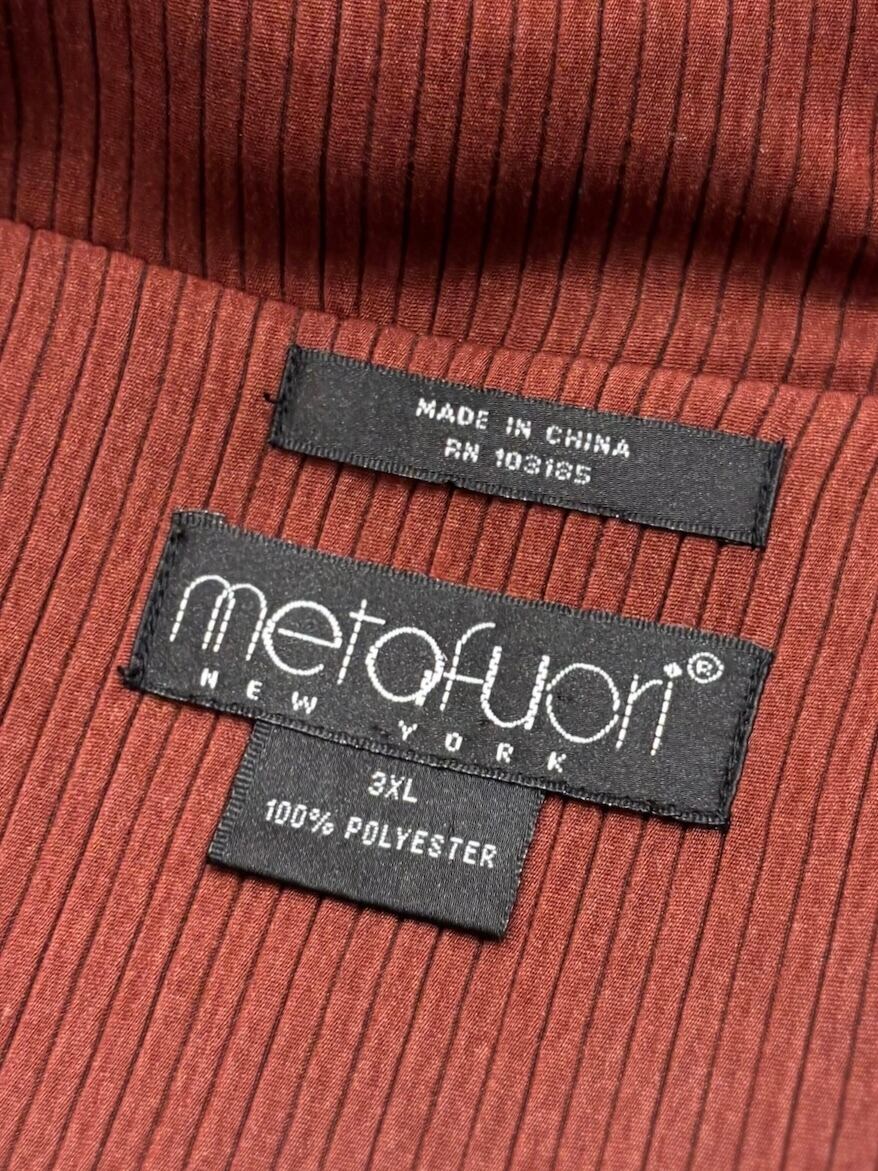 MADE IN CHINA
RN 103185
metafuori®
NEW YORK
3XL
100% POLYESTER